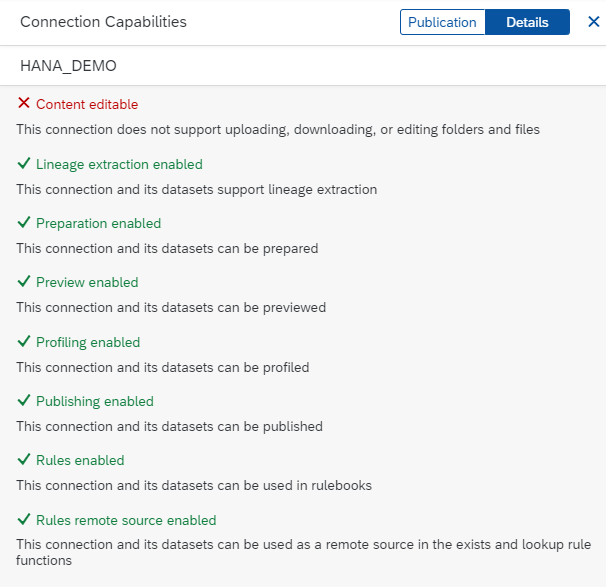 Connection Capabilities
Publication
Details
HANA_DEMO
Content editable
This connection does not support uploading, downloading, or editing folders and files
Lineage extraction enabled
This connection and its datasets support lineage extraction
Preparation enabled
This connection and its datasets can be prepared
Preview enabled
This connection and its datasets can be previewed
Profiling enabled
This connection and its datasets can be profiled
Publishing enabled
This connection and its datasets can be published
Rules enabled
This connection and its datasets can be used in rulebooks
Rules remote source enabled
This connection and its datasets can be used as a remote source in the exists and lookup rule
functions